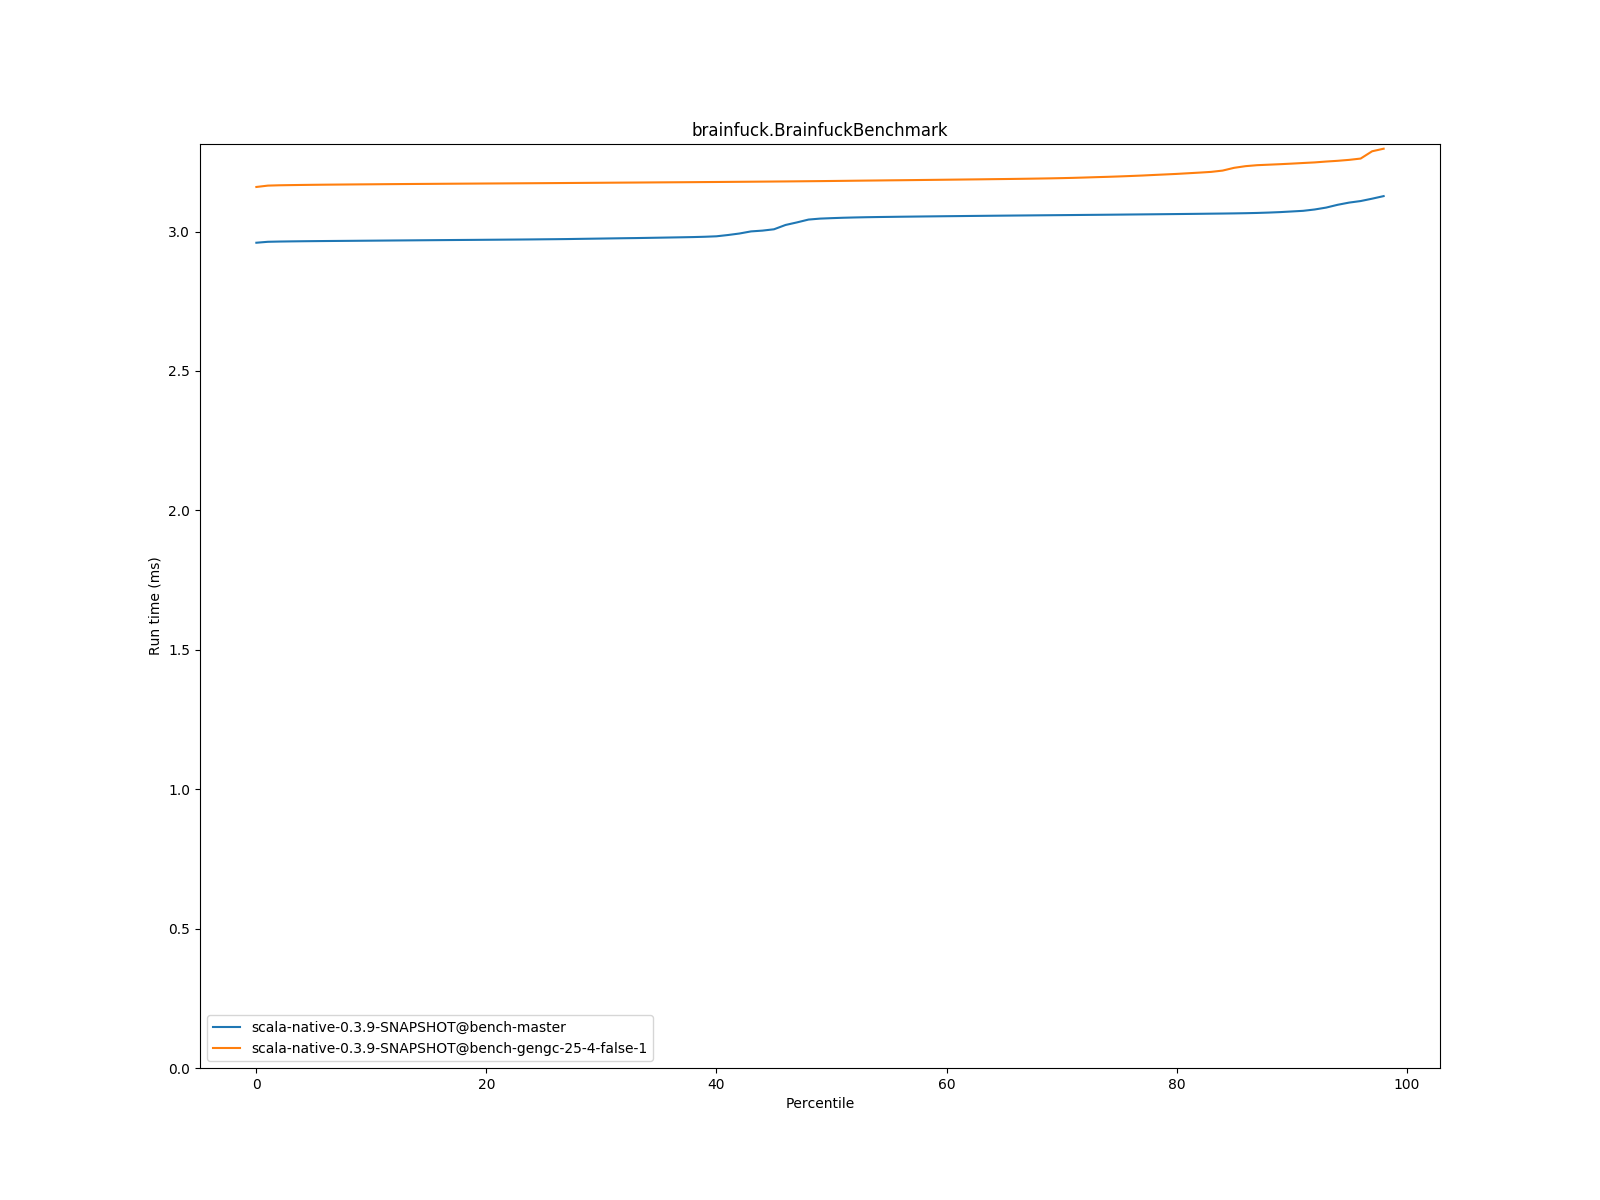 brainfuck.BrainfuckBenchmark
3.0
2.5
2.0
1.5
1.0
0.5
0.0
Run time (ms)
scala-native-0.3.9-SNAPSHOT@bench-master
scala-native-0.3.9-SNAPSHOT@bench-gengc-25-4-false-1
0 20 40 60 80 100
Percentile